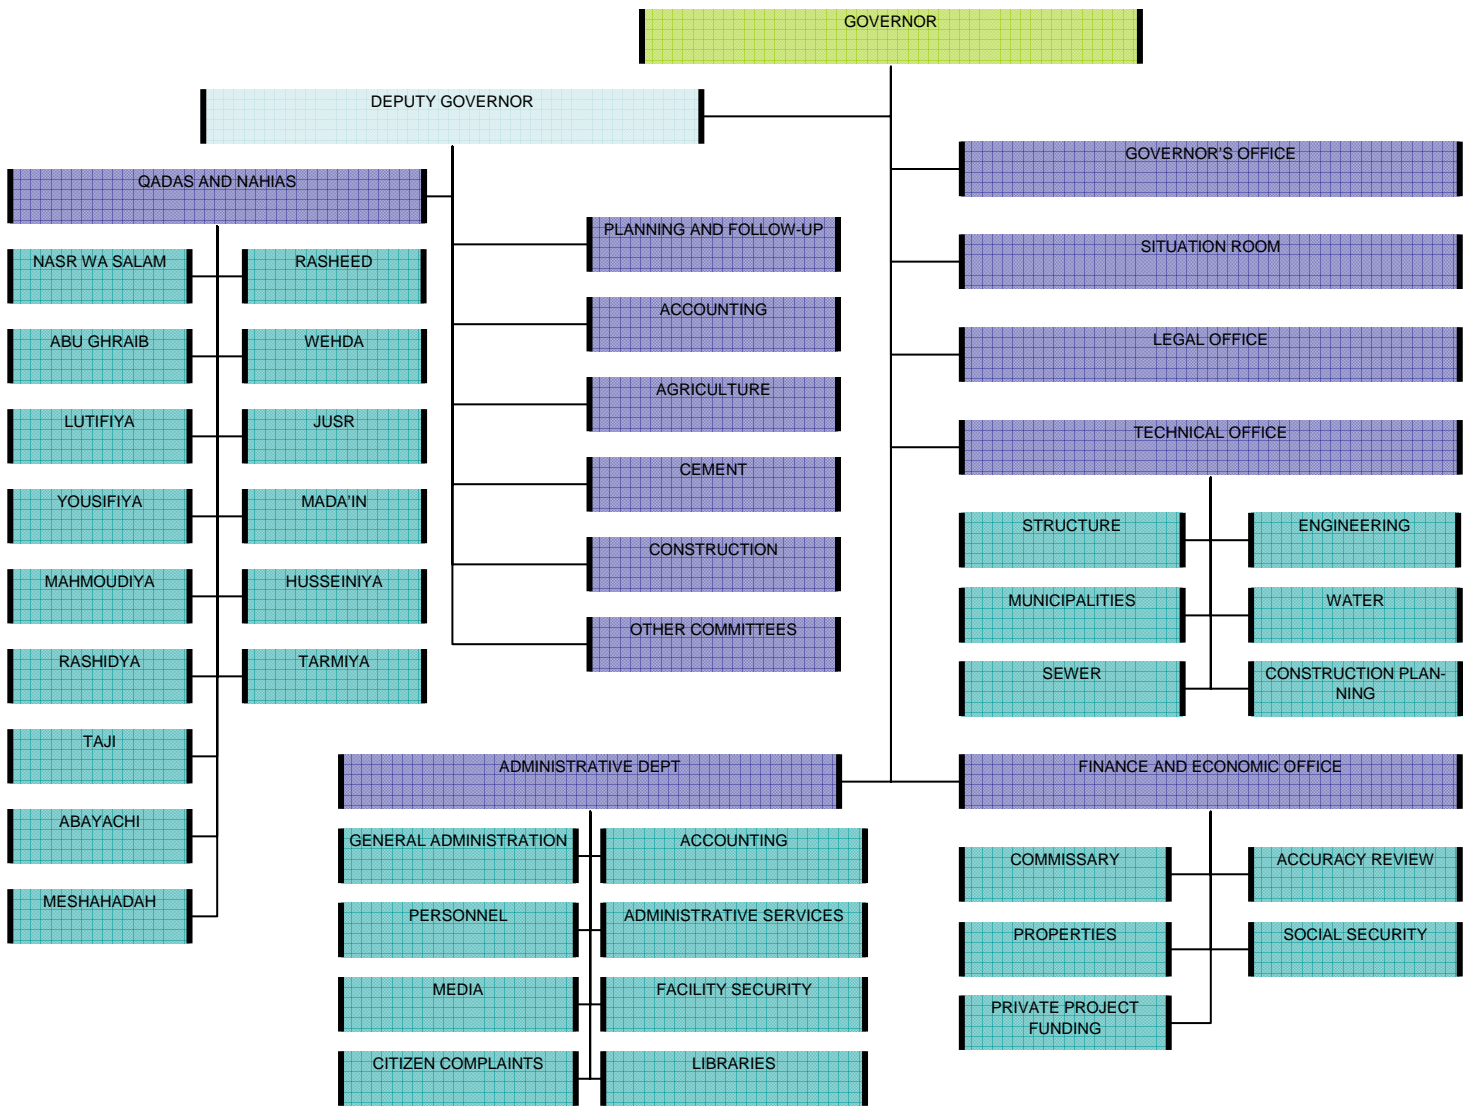 GOVERNOR
DEPUTY GOVERNOR
GOVERNOR'S OFFICE
QADAS AND NAHIAS
PLANNING AND FOLLOW-UP
SITUATION ROOM
NASR WA SALAM
RASHEED
ACCOUNTING
ABU GHRAIB
WEHDA
LEGAL OFFICE
AGRICULTURE
LUTIFIYA
JUSR
TECHNICAL OFFICE
CEMENT
YOUSIFIYA
MADA'IN
STRUCTURE
ENGINEERING
CONSTRUCTION
MAHMOUDIYA
HUSSEINIYA
MUNICIPALITIES
WATER
OTHER COMMITTEES
RASHIDYA
TARMIYA
SEWER
CONSTRUCTION PLAN-
NING
TAJI
ADMINISTRATIVE DEPT
FINANCE AND ECONOMIC OFFICE
ABAYACHI
GENERAL ADMINISTRATION
ACCOUNTING
COMMISSARY
ACCURACY REVIEW
MESHAHADAH
PERSONNEL
ADMINISTRATIVE SERVICES
PROPERTIES
SOCIAL SECURITY
MEDIA
FACILITY SECURITY
PRIVATE PROJECT
FUNDING
CITIZEN COMPLAINTS
LIBRARIES